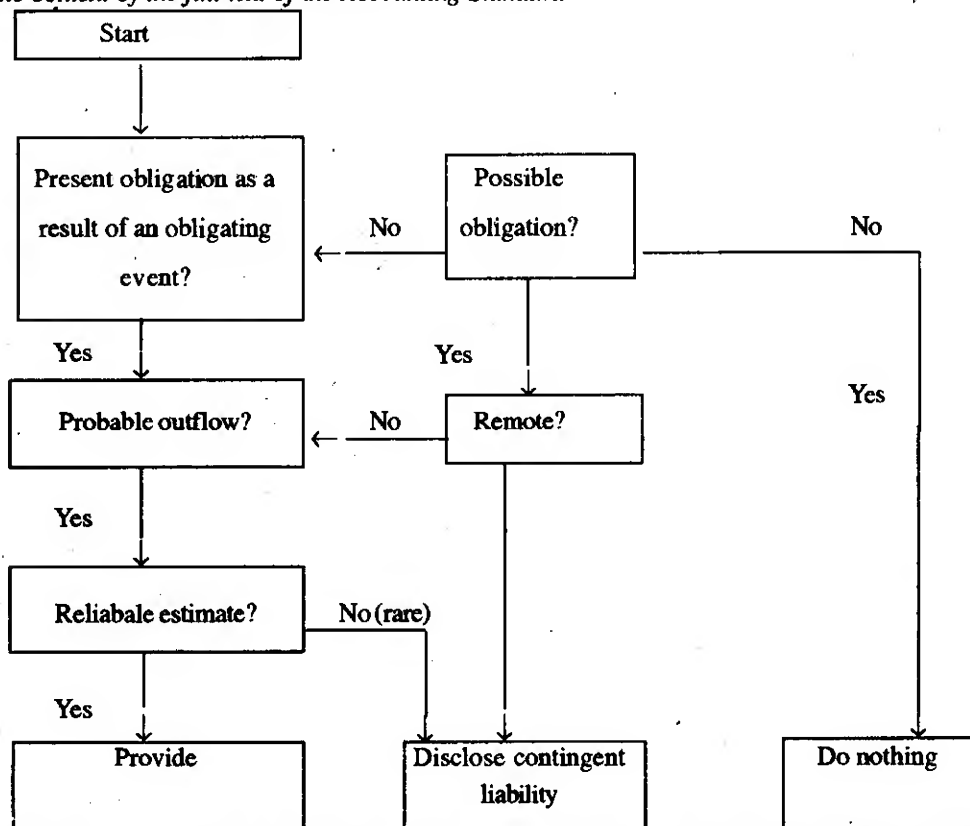 Start
Present obligation as a
result of an obligating
event?
No
Possible
obligation?
No
Yes
Yes
Yes
Probable outflow?
No
Remote?
Yes
Reliabale estimate?
No (rare)
Yes
Provide
Disclose contingent
liability
Do nothing